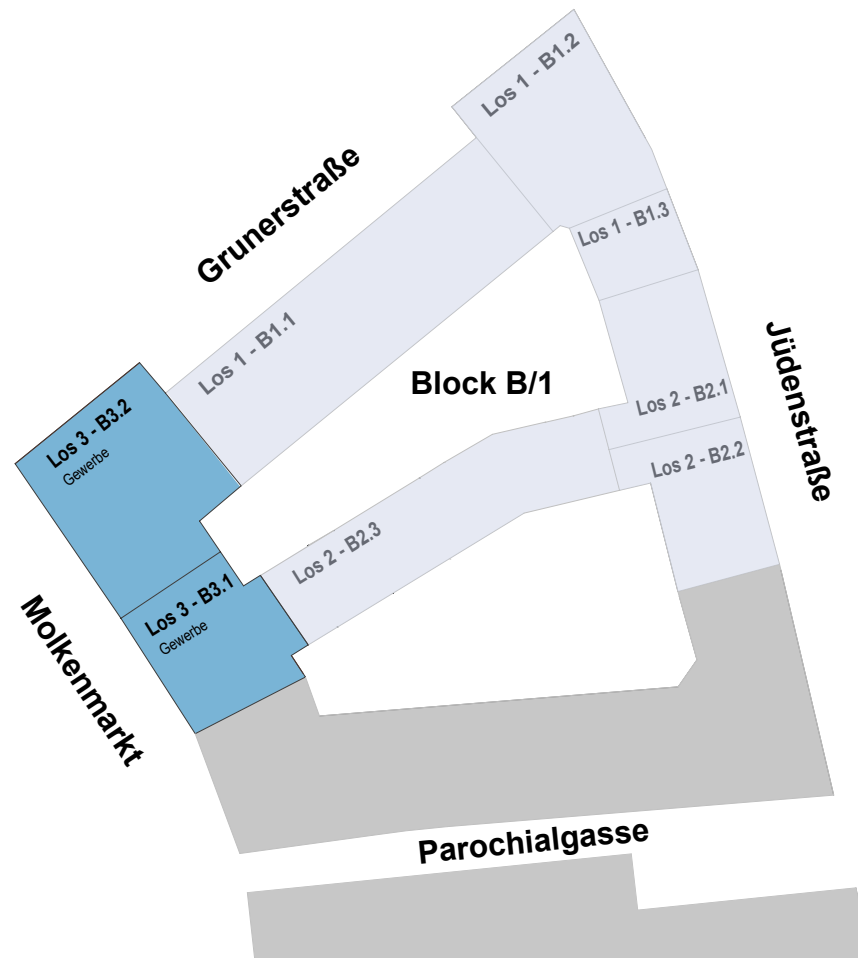 Los 1 - B1.2
Grunerstraße
Los 1 - B1.3
Los 1 - B1.1
Block B/1
Jüdenstraße
Los 2 - B2.1
Los 3 - B3.2
Gewerbe
Los 2 - B2.2
Los 2 - B2.3
Los 3 - B3.1
Gewerbe
Molkenmarkt
Parochialgasse